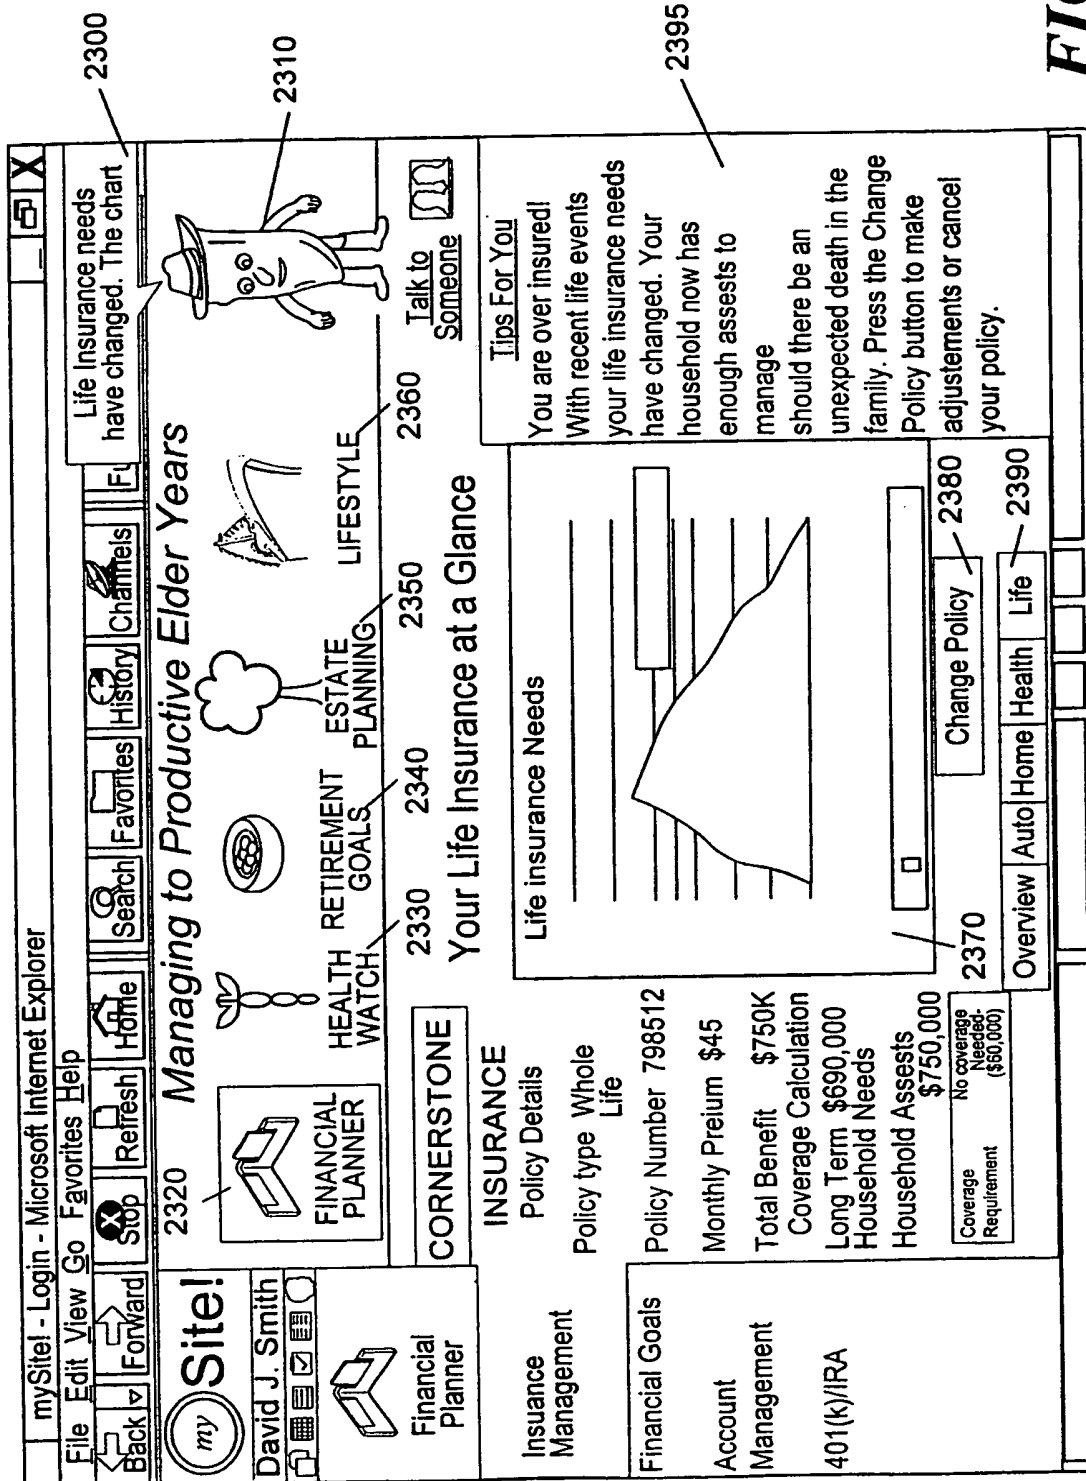 mySite! - Login - Microsoft Internet Explorer
File Edit View Go Favorites Help
Back
Forward
Stop
Refresh
Home
Search
Favorites
History
Channels
Life Insurance needs
have changed. The chart
2300
my Site!
David J. Smith
2320
Managing to Productive Elder Years
2310
FINANCIAL
PLANNER
HEALTH
WATCH
2330
RETIREMENT
GOALS
2340
ESTATE
PLANNING
2350
LIFESTYLE
2360
Talk to
Someone
Financial
Planner
Insuance
Management
Financial Goals
Account
Management
401(k)/IRA
CORNERSTONE
INSURANCE
Policy Details
Policy type Whole
Life
Policy Number 798512
Monthly Preium $45
Total Benefit $750K
Coverage Calculation
Long Term $690,000
Household Needs
Household Assests
$750,000
Coverage
Requirement
No coverage
Needed-
($60,000)
Your Life Insurance at a Glance
Life insurance Needs
2370
Change Policy
2380
Overview Auto Home Health Life
2390
Tips For You
You are over insured!
With recent life events
your life insurance needs
have changed. Your
household now has
enough assests to
manage
should there be an
unexpected death in the
family. Press the Change
Policy button to make
adjustements or cancel
your policy.
2395